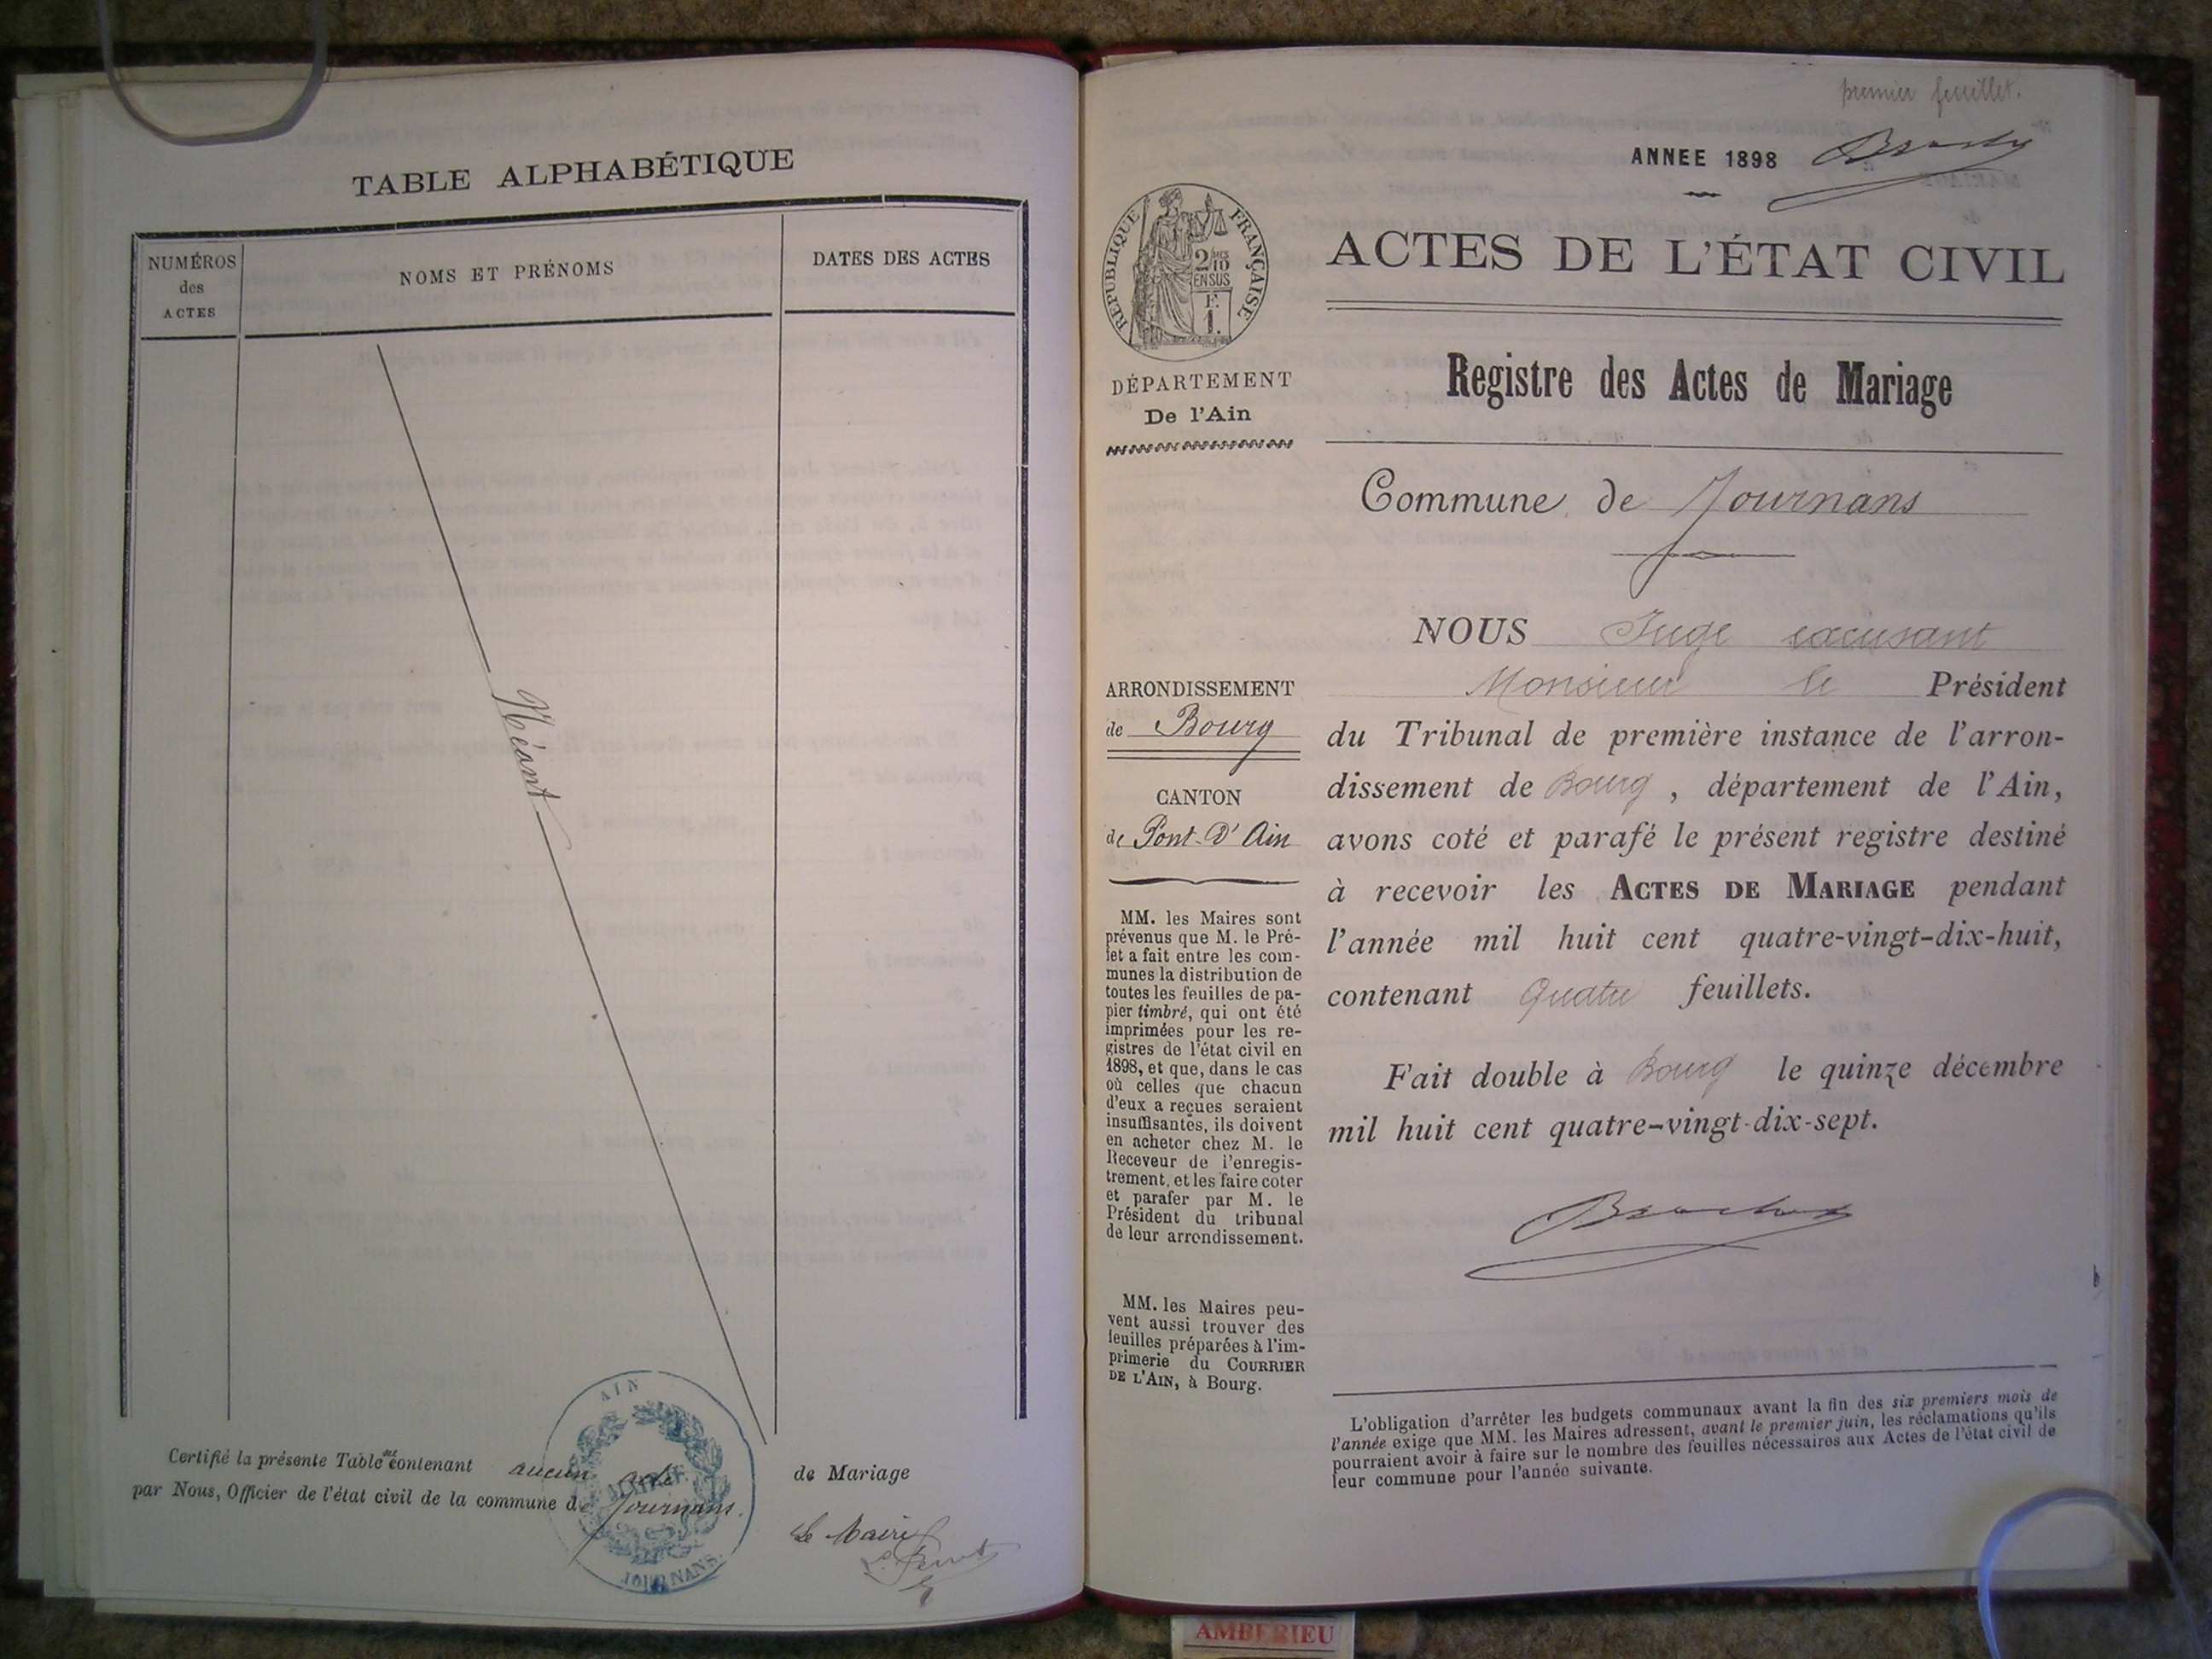 TABLE ALPHABÉTIQUE
NUMÉROS
des
ACTES
NOMS ET PRÉNOMS
DATES DES ACTES
Néant
Certifié la présente Table contenant aucun acte de Mariage
par Nous, Officier de l'état civil de la commune de Journans.
Le Maire
AIN
MAIRIE
JOURNANS
premier feuillet.
ANNEE 1898
RÉPUBLIQUE FRANÇAISE
2/10 EN SUS
F.
1.
ACTES DE L'ÉTAT CIVIL
DÉPARTEMENT
De l'Ain
Registre des Actes de Mariage
Commune de Journans
ARRONDISSEMENT
de Bourg
CANTON
de Pont-D'Ain
MM. les Maires sont
prévenus que M. le Pré-
fet a fait entre les com-
munes la distribution de
toutes les feuilles de pa-
pier timbré, qui ont été
imprimées pour les re-
gistres de l'état civil en
1898, et que, dans le cas
où celles que chacun
d'eux a reçues seraient
insuffisantes, ils doivent
en acheter chez M. le
Receveur de l'enregis-
trement, et les faire coter
et parafer par M. le
Président du tribunal
de leur arrondissement.
MM. les Maires peu-
vent aussi trouver des
feuilles préparées à l'im-
primerie du COURRIER
DE L'AIN, à Bourg.
NOUS Juge excusant
Monsieur le Président
du Tribunal de première instance de l'arron-
dissement de Bourg, département de l'Ain,
avons coté et parafé le présent registre destiné
à recevoir les ACTES DE MARIAGE pendant
l'année mil huit cent quatre-vingt-dix-huit,
contenant Quatre feuillets.
Fait double à Bourg le quinze décembre
mil huit cent quatre-vingt-dix-sept.
L'obligation d'arrêter les budgets communaux avant la fin des six premiers mois de
l'année exige que MM. les Maires adressent, avant le premier juin, les réclamations qu'ils
pourraient avoir à faire sur le nombre des feuilles nécessaires aux Actes de l'état civil de
leur commune pour l'année suivante.
AMBERIEU